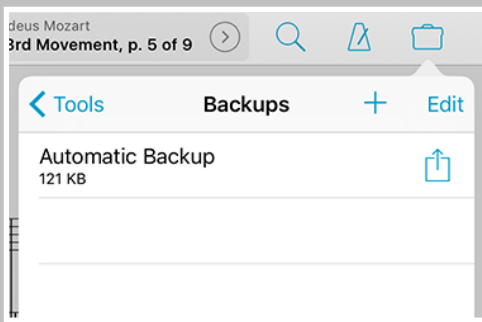 deus Mozart
3rd Movement, p. 5 of 9
Tools Backups Edit
Automatic Backup
121 KB